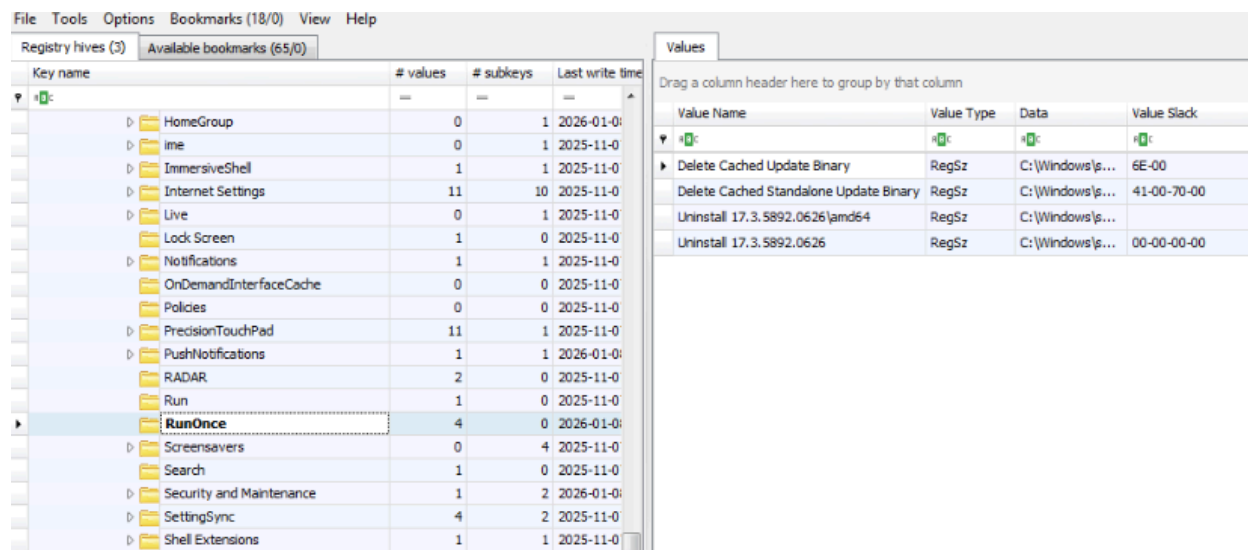 File Tools Options Bookmarks (18/0) View Help
Registry hives (3) Available bookmarks (65/0)
Key name # values # subkeys Last write time
= = =
HomeGroup 0 1 2026-01-0
ime 0 1 2025-11-0
ImmersiveShell 1 1 2025-11-0
Internet Settings 11 10 2025-11-0
Live 0 1 2025-11-0
Lock Screen 1 0 2025-11-0
Notifications 1 1 2025-11-0
OnDemandInterfaceCache 0 0 2025-11-0
Policies 0 0 2025-11-0
PrecisionTouchPad 11 1 2025-11-0
PushNotifications 1 1 2026-01-0
RADAR 2 0 2025-11-0
Run 1 0 2025-11-0
RunOnce 4 0 2026-01-0
Screensavers 0 4 2025-11-0
Search 1 0 2025-11-0
Security and Maintenance 1 2 2026-01-0
SettingSync 4 2 2025-11-0
Shell Extensions 1 1 2025-11-0
Values
Drag a column header here to group by that column
Value Name Value Type Data Value Slack
Delete Cached Update Binary RegSz C:\Windows\s... 6E-00
Delete Cached Standalone Update Binary RegSz C:\Windows\s... 41-00-70-00
Uninstall 17.3.5892.0626\amd64 RegSz C:\Windows\s...
Uninstall 17.3.5892.0626 RegSz C:\Windows\s... 00-00-00-00